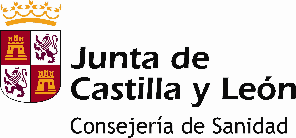 Junta de
Castilla y León
Consejería de Sanidad